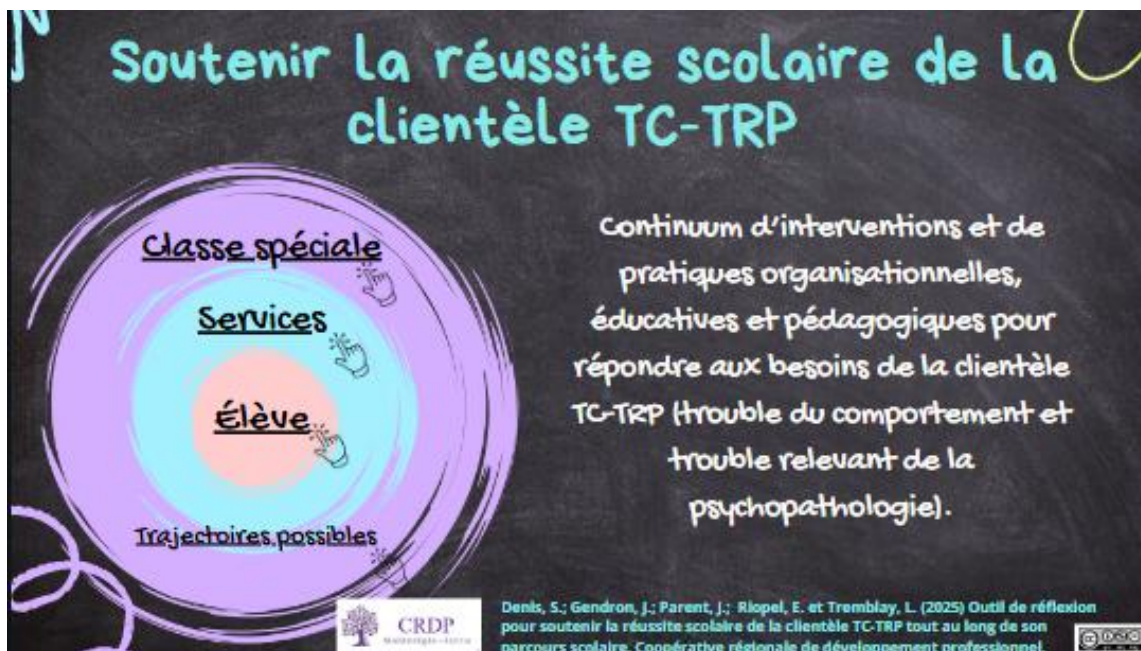 Soutenir la réussite scolaire de la
clientèle TC-TRP
Classe spéciale
Services
Élève
Trajectoires possibles
Continuum d'interventions et de
pratiques organisationnelles,
éducatives et pédagogiques pour
répondre aux besoins de la clientèle
TC-TRP (trouble du comportement et
trouble relevant de la
psychopathologie).
CRDP
Denis, S.; Gendron, J.; Parent, J.; Riopel, E. et Tremblay, L. (2025) Outil de réflexion
pour soutenir la réussite scolaire de la clientèle TC-TRP tout au long de son
parcours scolaire. Coopérative régionale de développement professionnel.